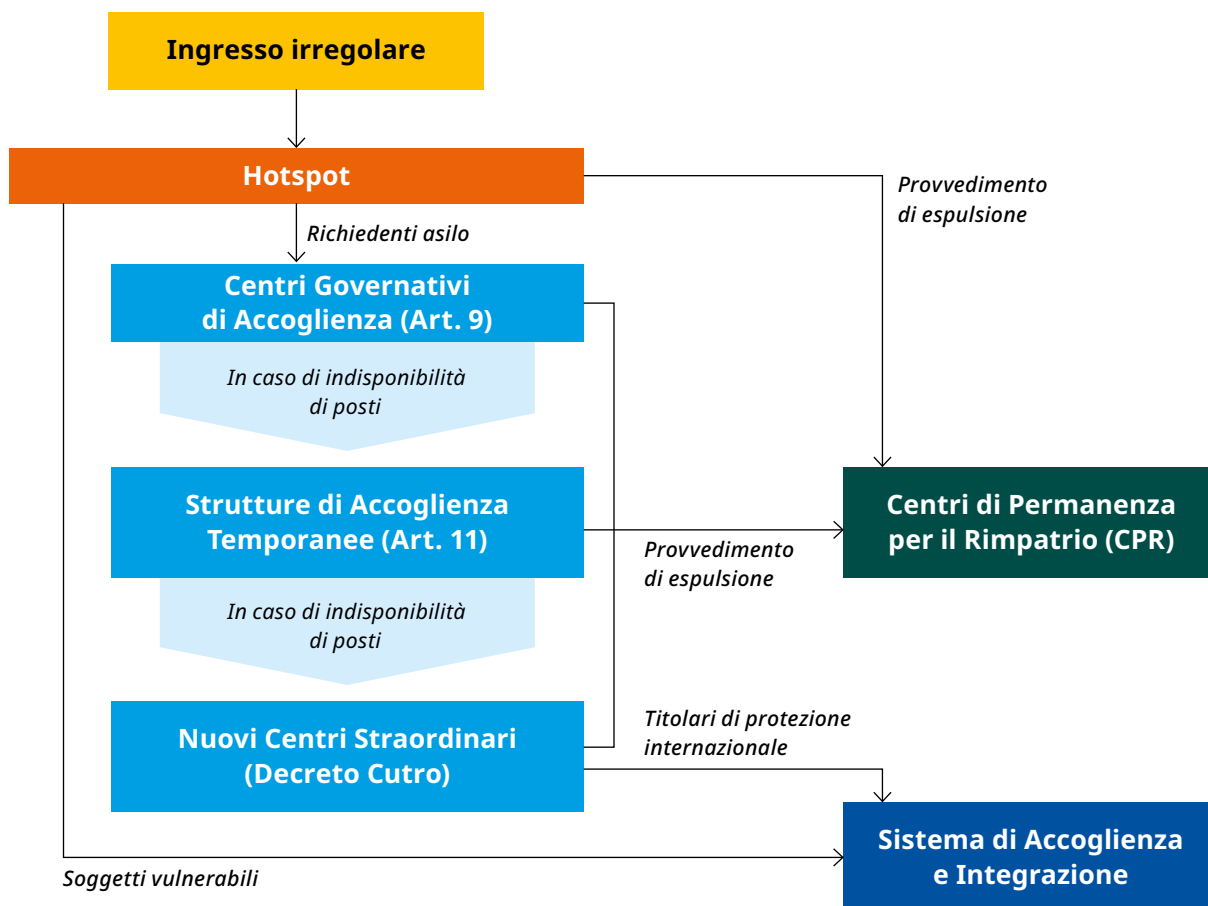 Ingresso irregolare
Hotspot
Provvedimento
di espulsione
Richiedenti asilo
Centri Governativi
di Accoglienza (Art. 9)
In caso di indisponibilità
di posti
Strutture di Accoglienza
Temporanee (Art. 11)
Centri di Permanenza
per il Rimpatrio (CPR)
Provvedimento
di espulsione
In caso di indisponibilità
di posti
Nuovi Centri Straordinari
(Decreto Cutro)
Titolari di protezione
internazionale
Sistema di Accoglienza
e Integrazione
Soggetti vulnerabili